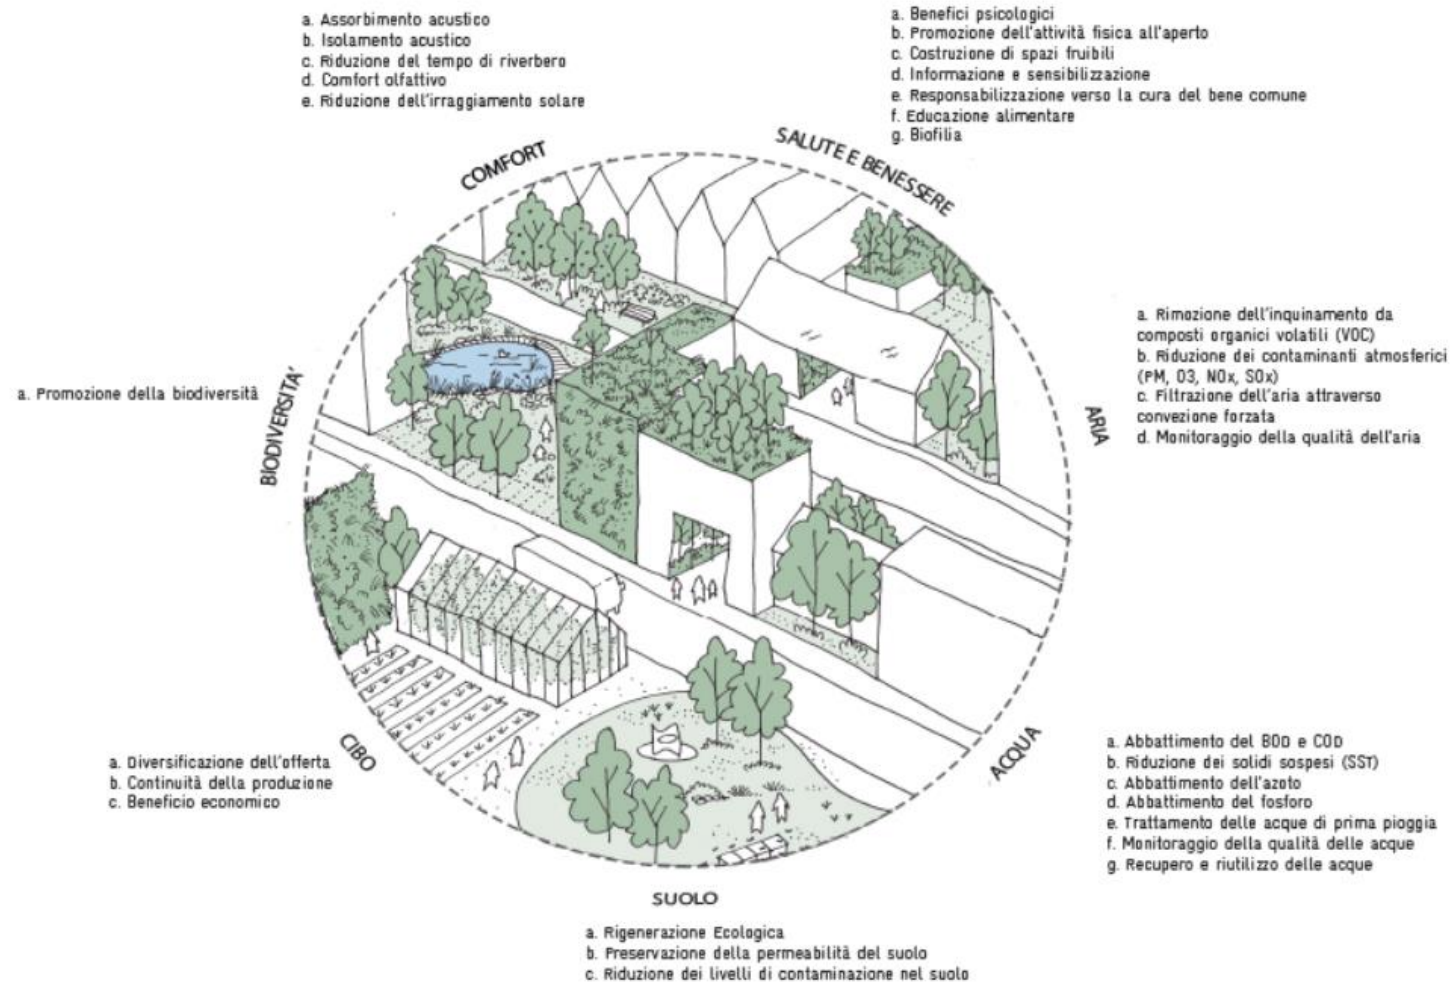 a. Assorbimento acustico
b. Isolamento acustico
c. Riduzione del tempo di riverbero
d. Comfort olfattivo
e. Riduzione dell'irraggiamento solare
a. Benefici psicologici
b. Promozione dell'attività fisica all'aperto
c. Costruzione di spazi fruibili
d. Informazione e sensibilizzazione
e. Responsabilizzazione verso la cura del bene comune
f. Educazione alimentare
g. Biofilia
COMFORT
SALUTE E BENESSERE
a. Rimozione dell'inquinamento da
composti organici volatili (VOC)
b. Riduzione dei contaminanti atmosferici
(PM, O3, NOx, SOx)
c. Filtrazione dell'aria attraverso
convezione forzata
d. Monitoraggio della qualità dell'aria
ARIA
a. Promozione della biodiversità
BIODIVERSITA'
CIBO
a. Diversificazione dell'offerta
b. Continuità della produzione
c. Beneficio economico
ACQUA
a. Abbattimento del BOD e COD
b. Riduzione dei solidi sospesi (SST)
c. Abbattimento dell'azoto
d. Abbattimento del fosforo
e. Trattamento delle acque di prima pioggia
f. Monitoraggio della qualità delle acque
g. Recupero e riutilizzo delle acque
SUOLO
a. Rigenerazione Ecologica
b. Preservazione della permeabilità del suolo
c. Riduzione dei livelli di contaminazione nel suolo